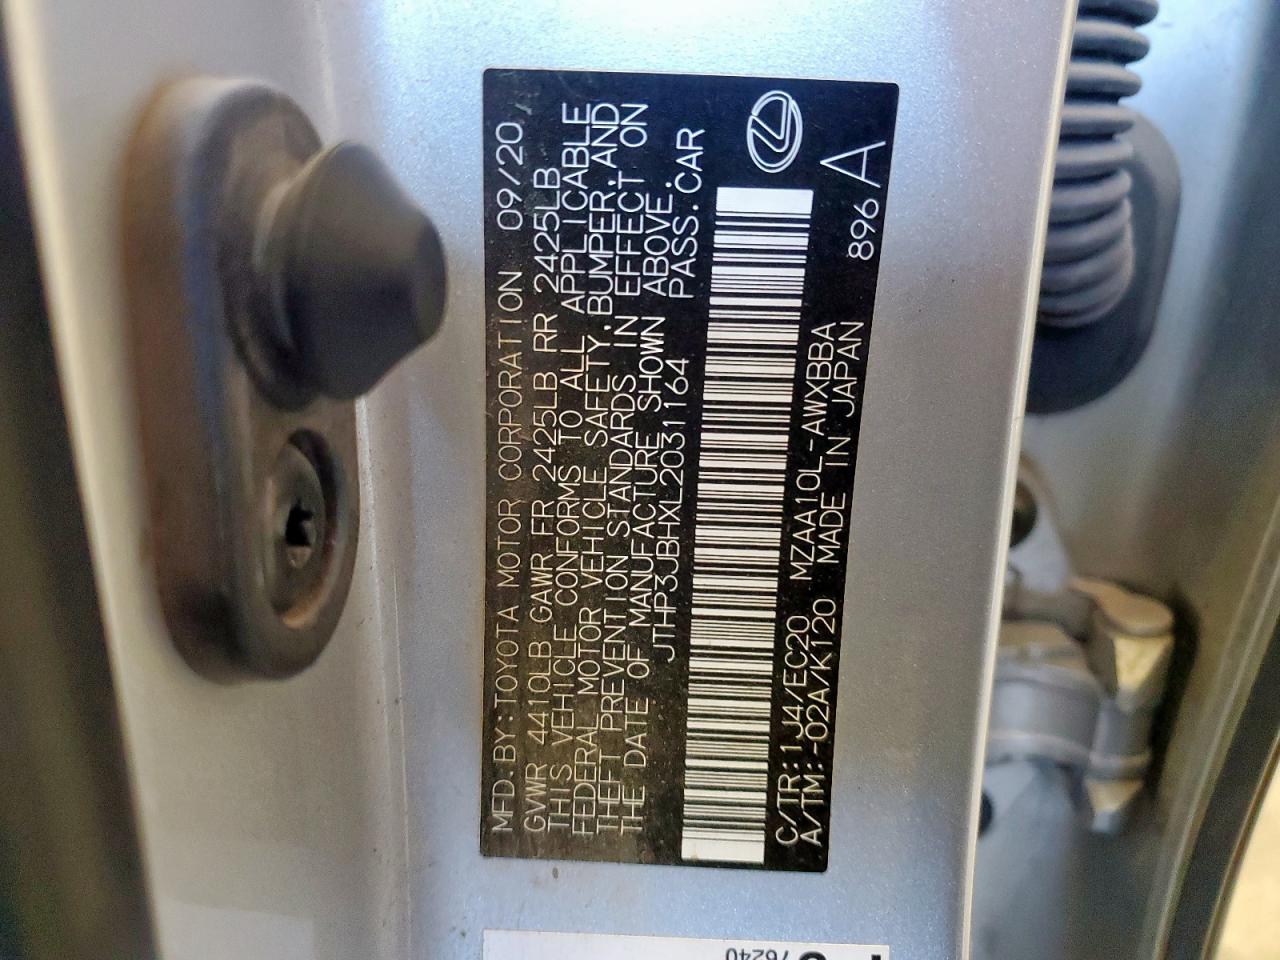 MFD. BY: TOYOTA MOTOR CORPORATION 09/20
GVWR 4410LB GAWR FR 2425LB RR 2425LB
THIS VEHICLE CONFORMS TO ALL APPLICABLE
FEDERAL MOTOR VEHICLE SAFETY, BUMPER, AND
THEFT PREVENTION STANDARDS IN EFFECT ON
THE DATE OF MANUFACTURE SHOWN ABOVE.
JTHP3JBHXL2031164 PASS. CAR
C/TR: 1J4/EC20 MZAA10L-AWXBBA
A/TM: -02A/K120 MADE IN JAPAN
896 A
76240